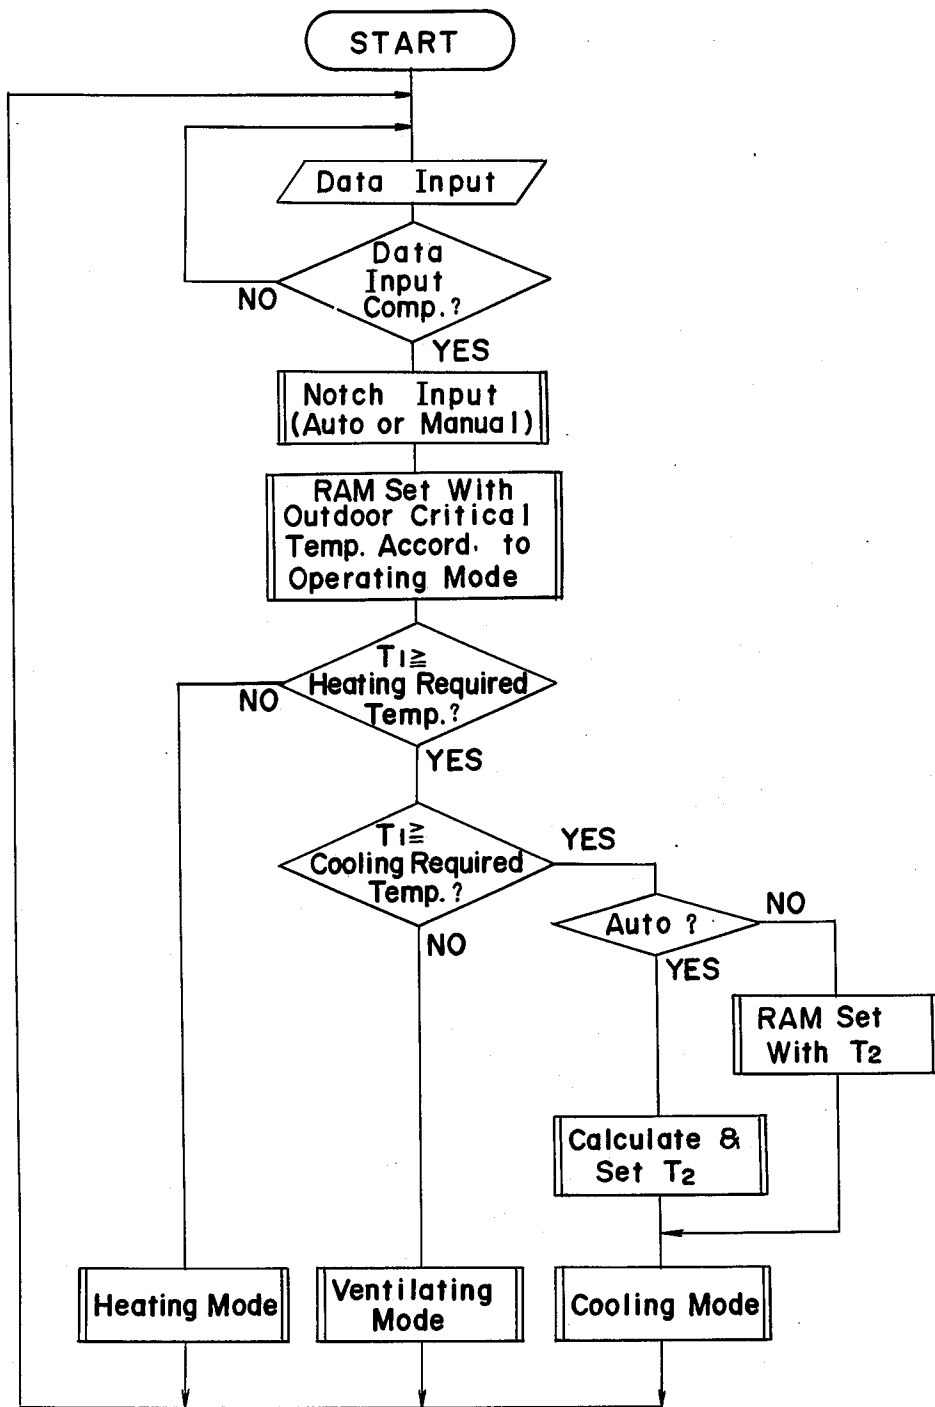 START
Data Input
Data
Input
Comp.?
NO
YES
Notch Input
(Auto or Manual)
RAM Set With
Outdoor Critical
Temp. Accord. to
Operating Mode
T1≧
Heating Required
Temp.?
NO
YES
T1≧
Cooling Required
Temp.?
YES
NO
Auto ?
NO
YES
RAM Set
With T2
Calculate &
Set T2
Heating Mode
Ventilating
Mode
Cooling Mode